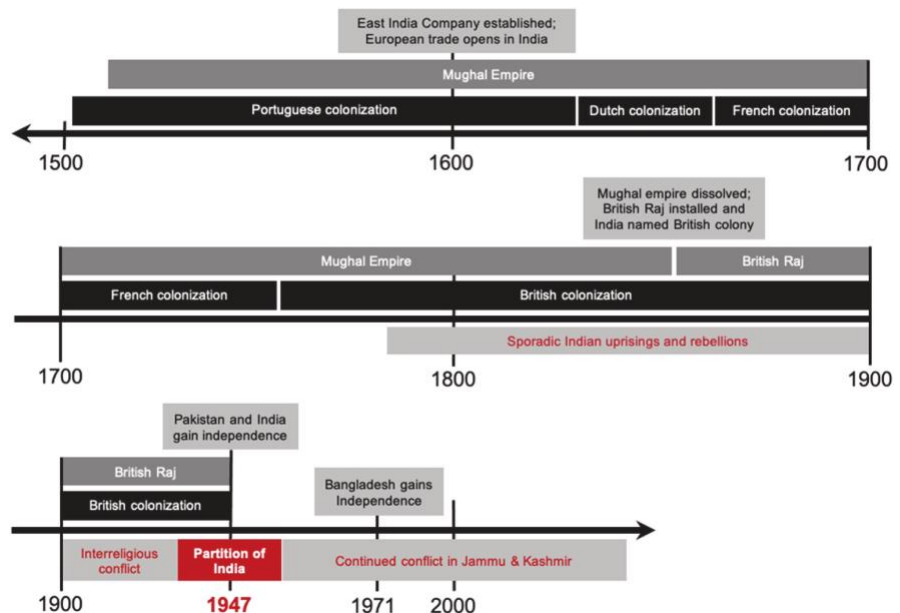 East India Company established;
European trade opens in India
Mughal Empire
Portuguese colonization
Dutch colonization
French colonization
1500
1600
1700
Mughal empire dissolved;
British Raj installed and
India named British colony
Mughal Empire
British Raj
French colonization
British colonization
Sporadic Indian uprisings and rebellions
1700
1800
1900
Pakistan and India
gain independence
British Raj
Bangladesh gains
Independence
British colonization
Interreligious
conflict
Partition of
India
Continued conflict in Jammu & Kashmir
1900
1947
1971
2000